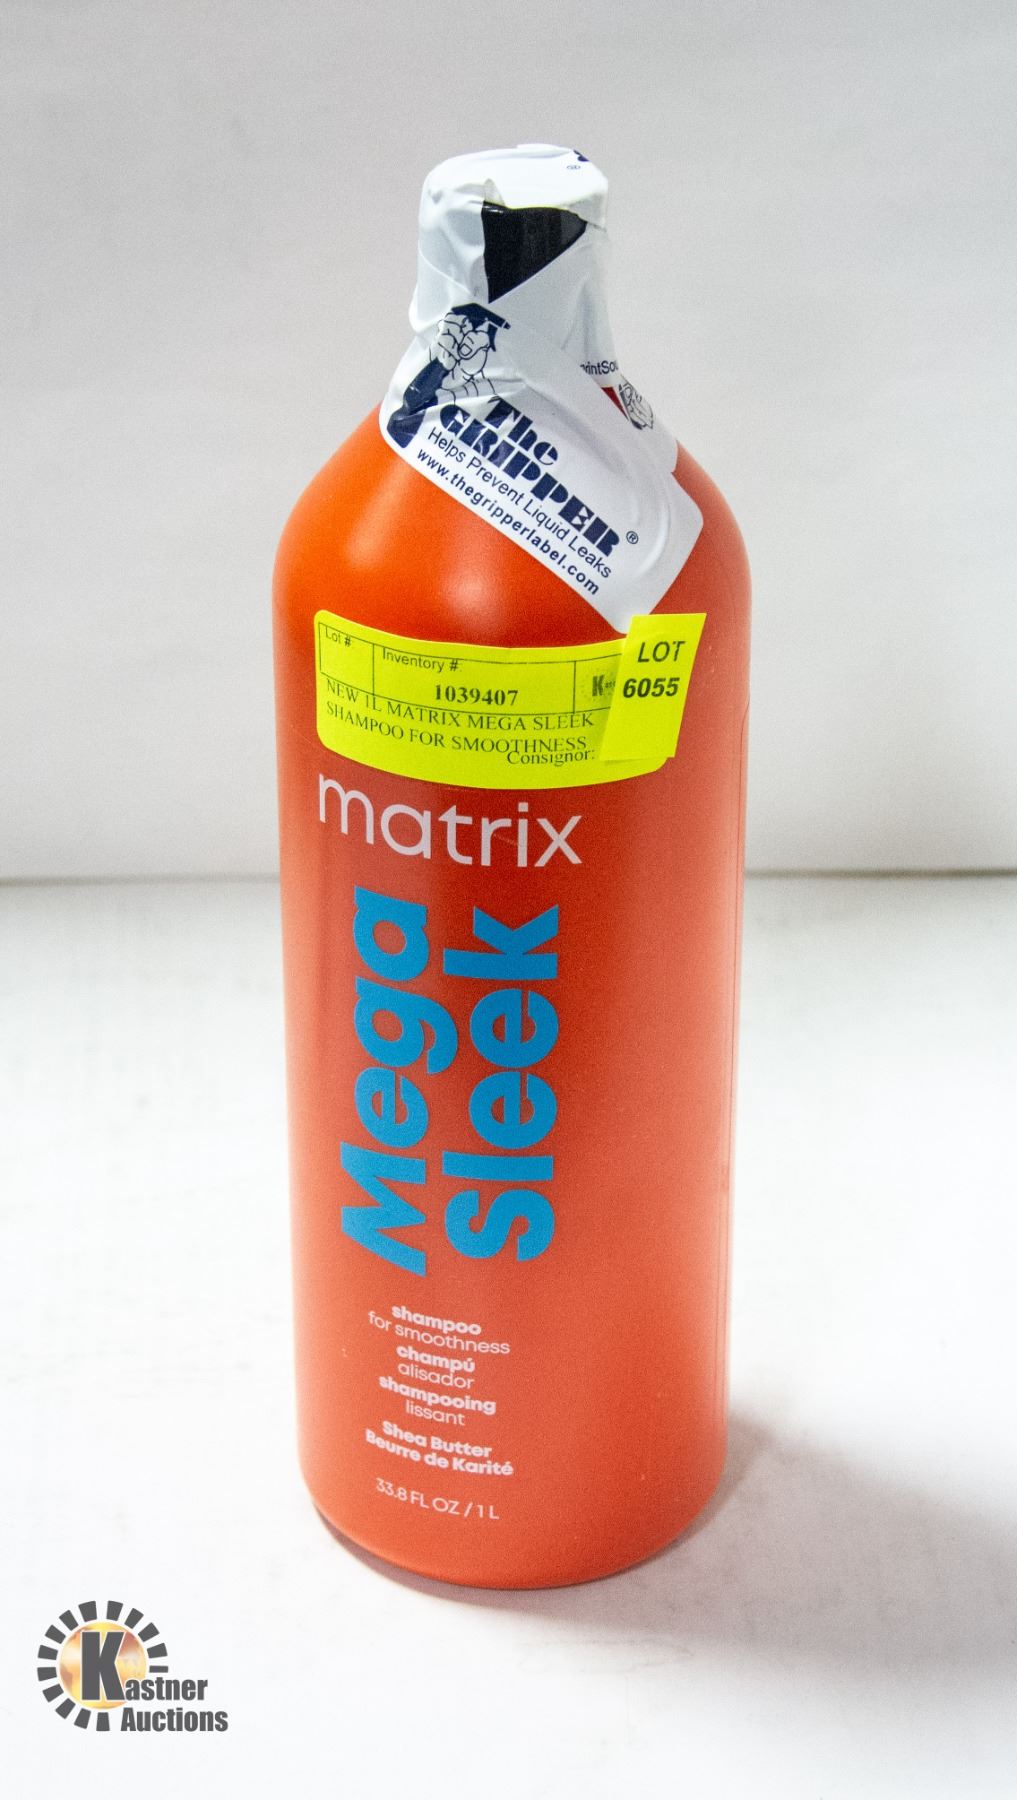 rintSou
The
GRIPPER®
Helps Prevent Liquid Leaks
www.thegripperlabel.com
Lot #
Inventory #
1039407
LOT
6055
NEW 1L MATRIX MEGA SLEEK
SHAMPOO FOR SMOOTHNESS
Consignor:
matrix
Mega
Sleek
shampoo
for smoothness
champú
alisador
shampooing
lissant
Shea Butter
Beurre de Karité
33.8 FL OZ / 1 L
Kastner
Auctions